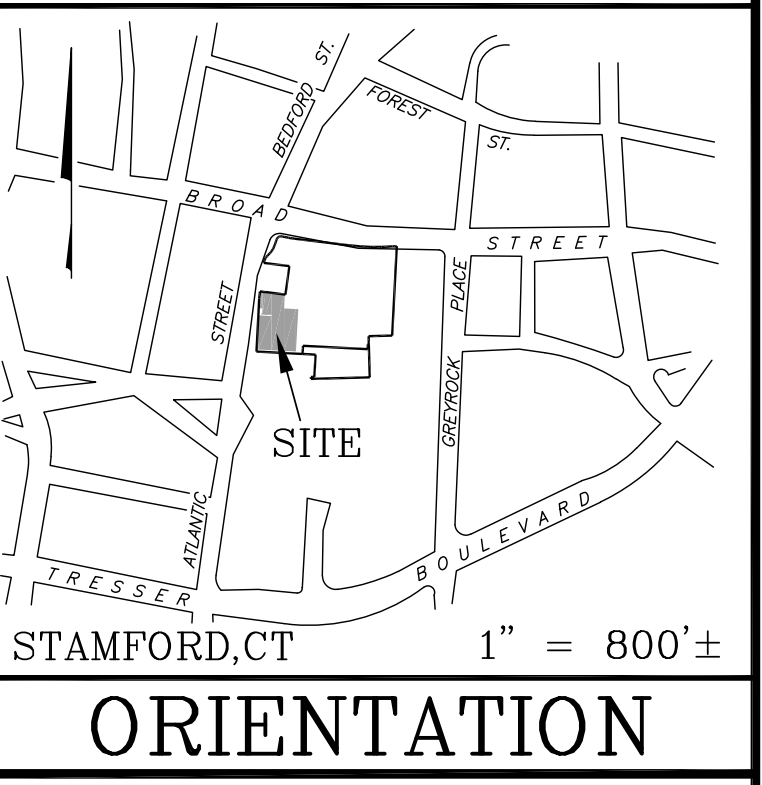 BEDFORD ST.
FOREST ST.
BROAD STREET
STREET
PLACE
GREYROCK
SITE
ATLANTIC
TRESSER BOULEVARD
STAMFORD,CT 1” = 800’±
ORIENTATION